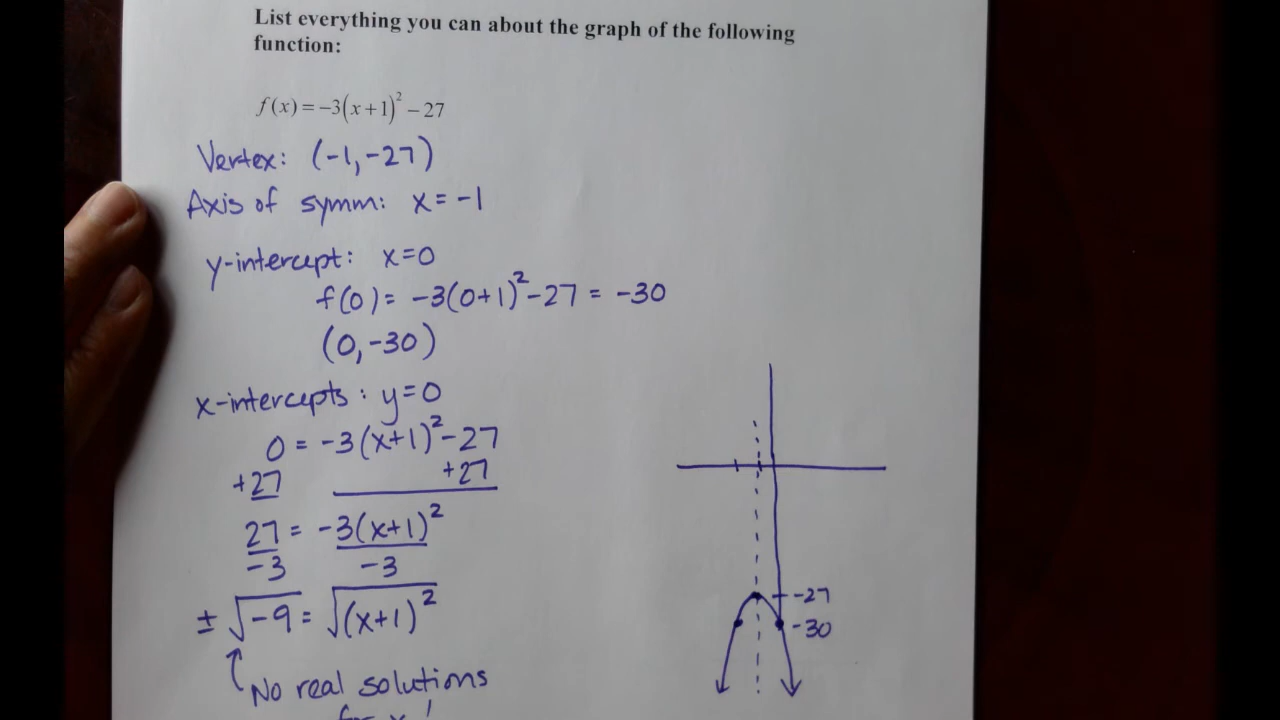 List everything you can about the graph of the following
function:
f(x) = −3(x+1)² − 27
Vertex: (-1, -27)
Axis of symm: x = -1
y-intercept: x=0
f(0) = -3(0+1)² -27 = -30
(0, -30)
x-intercepts: y=0
0 = -3(x+1)² -27
+27 +27
27 = -3(x+1)²
-3 -3
± √-9 = √(x+1)²
No real solutions
for x!
-27
-30